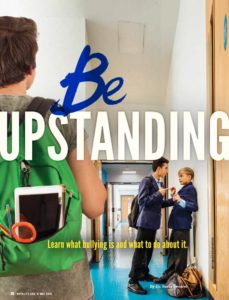 Be
UPSTANDING
Learn what bullying is and what to do about it.